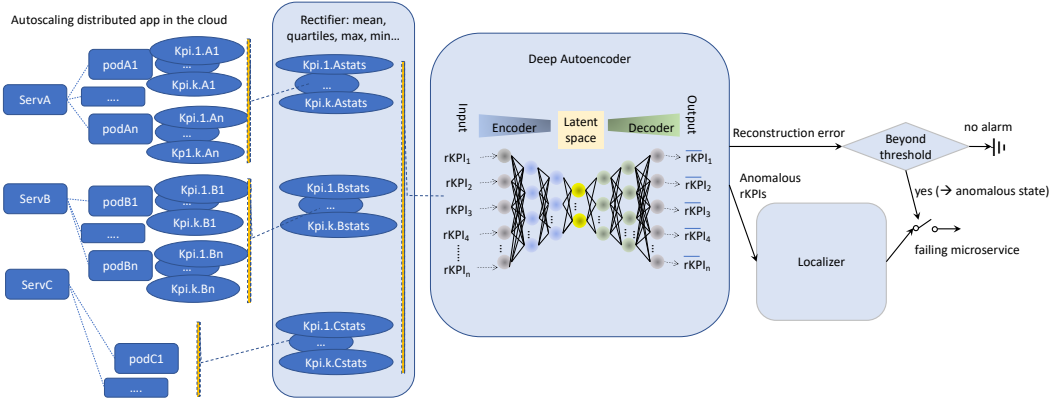 Autoscaling distributed app in the cloud
ServA
podA1
....
podAn
Kpi.1.A1
...
Kpi.k.A1
Kpi.1.An
...
Kp1.k.An
ServB
podB1
....
podBn
Kpi.1.B1
...
Kpi.k.B1
Kpi.1.Bn
...
Kpi.k.Bn
ServC
podC1
....
Rectifier: mean,
quartiles, max, min...
Kpi.1.Astats
...
Kpi.k.Astats
Kpi.1.Bstats
...
Kpi.k.Bstats
Kpi.1.Cstats
...
Kpi.k.Cstats
Deep Autoencoder
Input
Encoder
Latent
space
Decoder
Output
rKPI1
rKPI2
rKPI3
rKPI4
rKPIn
...
...
...
...
...
...
...
rKPI1
rKPI2
rKPI3
rKPI4
rKPIn
Reconstruction error
Anomalous
rKPIs
Beyond
threshold
no alarm
yes (→ anomalous state)
Localizer
failing microservice